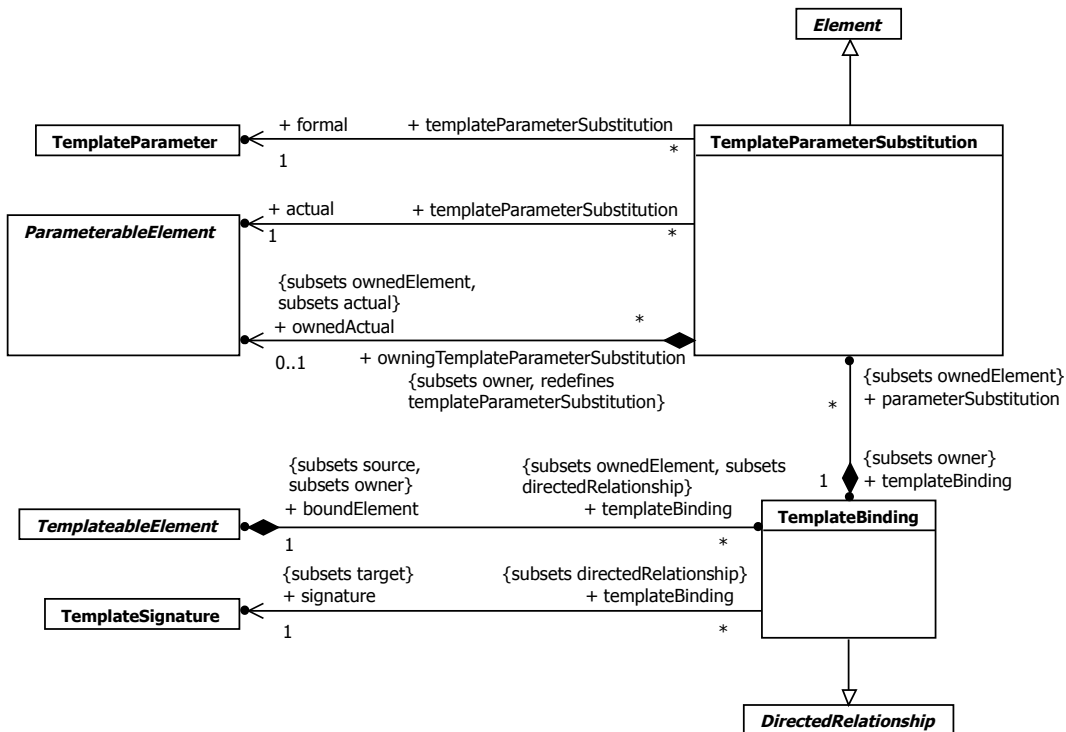 Element
+ formal
+ templateParameterSubstitution
TemplateParameter
TemplateParameterSubstitution
1
*
+ actual
+ templateParameterSubstitution
ParameterableElement
1
*
{subsets ownedElement,
subsets actual}
+ ownedActual
*
0..1
+ owningTemplateParameterSubstitution
{subsets owner, redefines
templateParameterSubstitution}
{subsets ownedElement}
+ parameterSubstitution
*
{subsets owner}
+ templateBinding
1
{subsets source,
subsets owner}
+ boundElement
{subsets ownedElement, subsets
directedRelationship}
+ templateBinding
TemplateableElement
TemplateBinding
1
*
{subsets target}
+ signature
{subsets directedRelationship}
+ templateBinding
TemplateSignature
1
*
DirectedRelationship